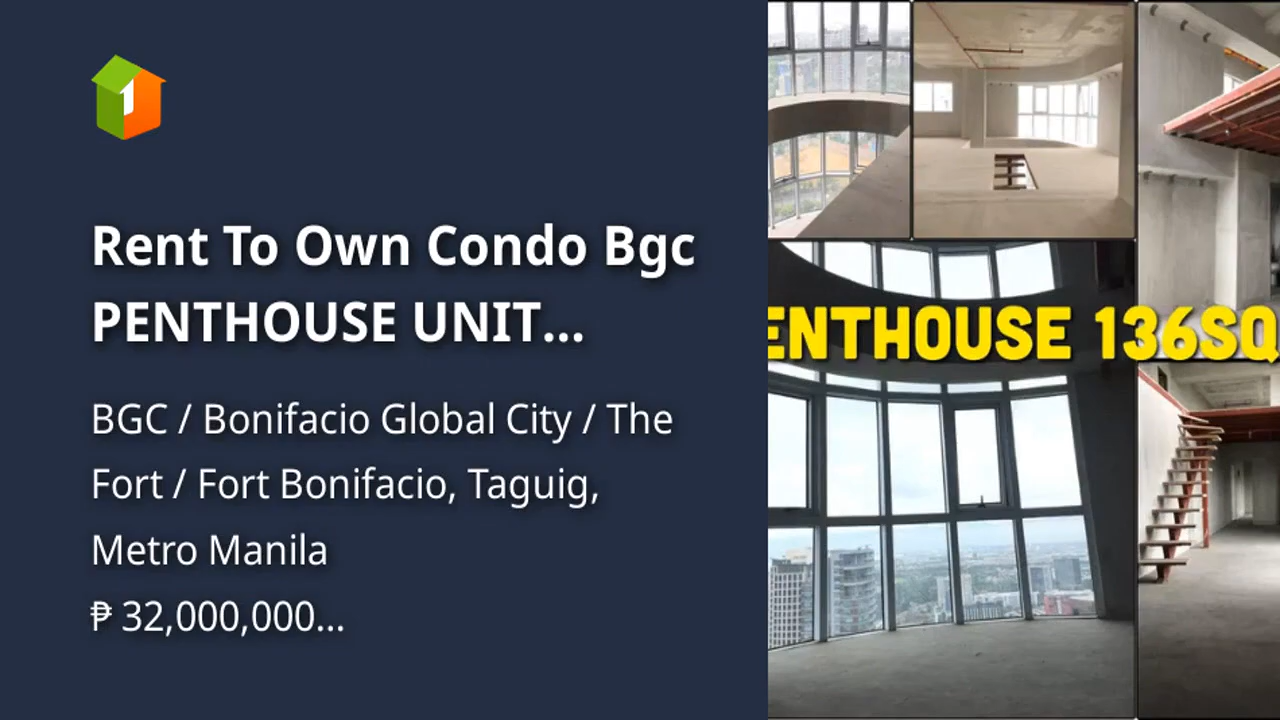 1
Rent To Own Condo Bgc
PENTHOUSE UNIT...
BGC / Bonifacio Global City / The
Fort / Fort Bonifacio, Taguig,
Metro Manila
₱ 32,000,000...
ENTHOUSE 136SQ